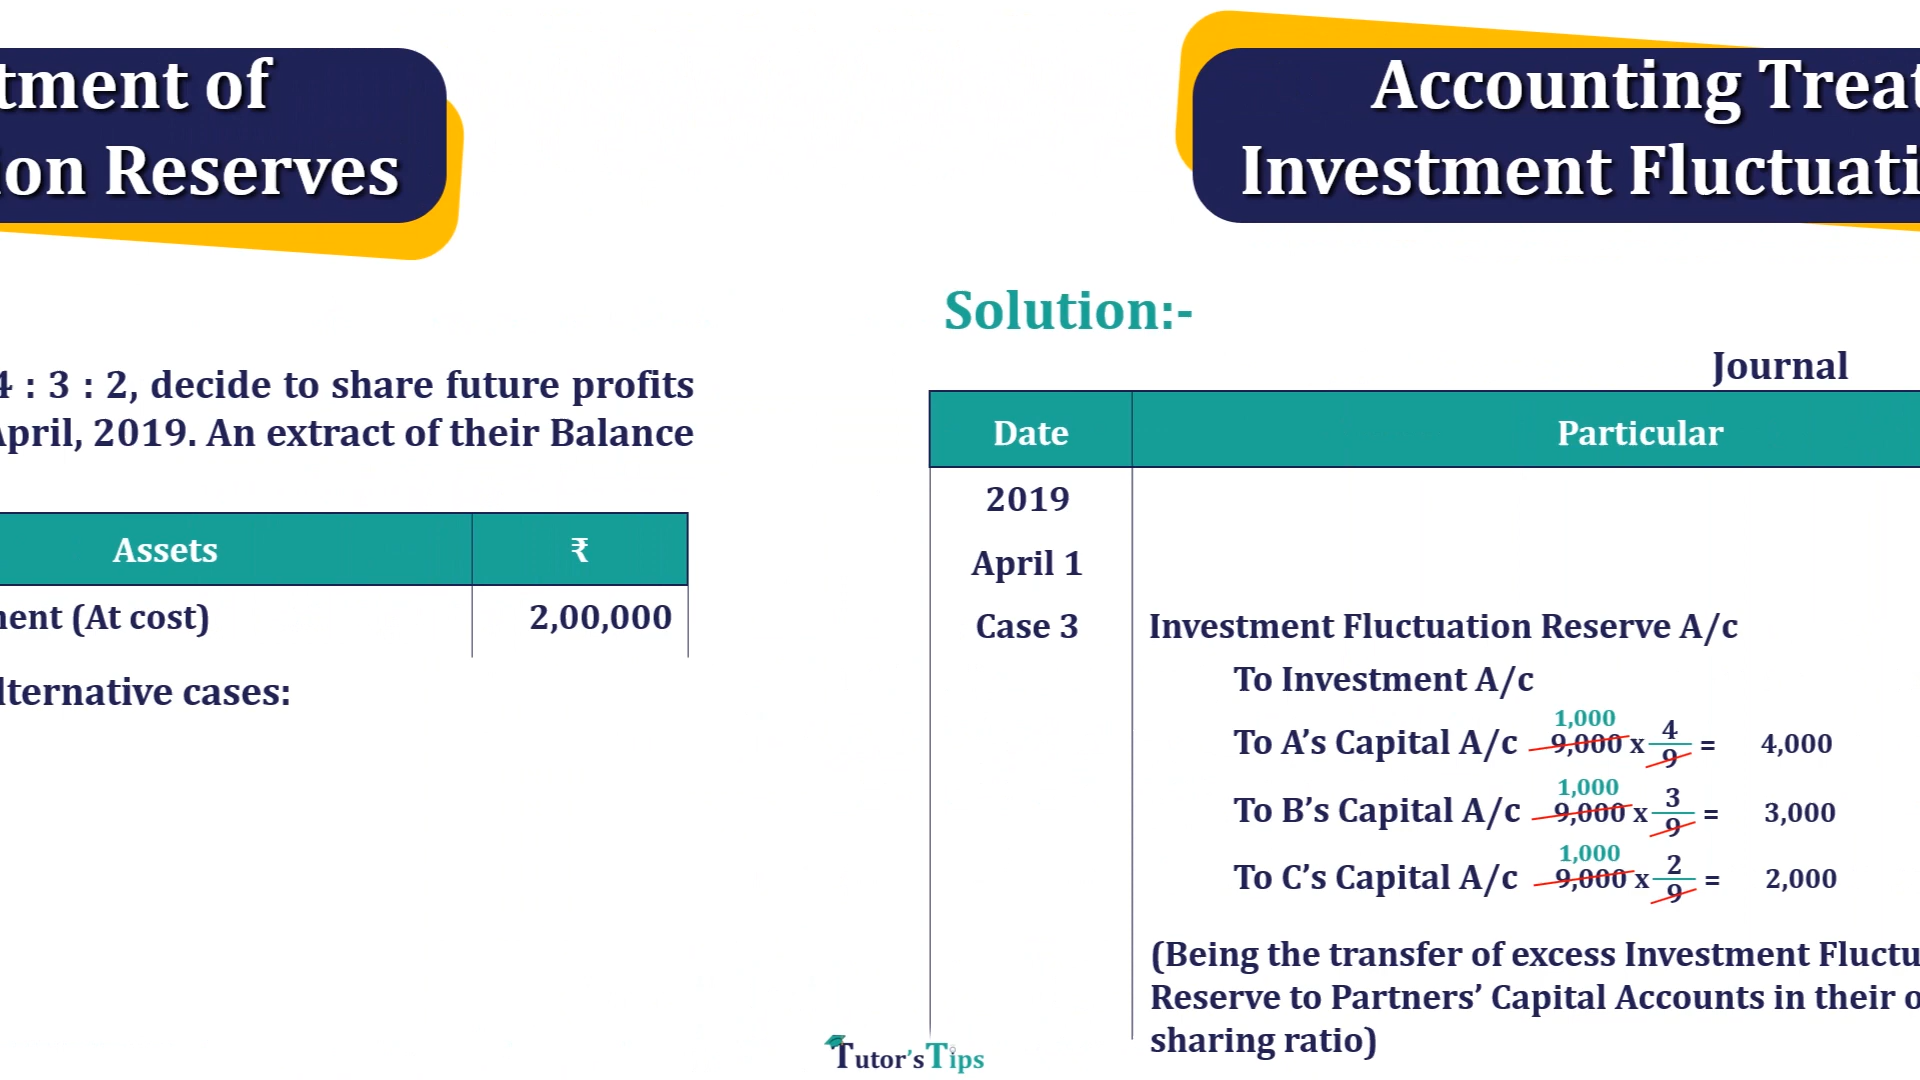 tment of
ion Reserves
4 : 3 : 2, decide to share future profits
April, 2019. An extract of their Balance
Assets ₹
ment (At cost) 2,00,000
lternative cases:
Accounting Treat
Investment Fluctuati
Solution:-
Journal
Date Particular
2019
April 1
Case 3 Investment Fluctuation Reserve A/c
To Investment A/c
1,000
To A’s Capital A/c 9,000 x 4/9 = 4,000
1,000
To B’s Capital A/c 9,000 x 3/9 = 3,000
1,000
To C’s Capital A/c 9,000 x 2/9 = 2,000
(Being the transfer of excess Investment Fluctu
Reserve to Partners’ Capital Accounts in their o
sharing ratio)
Tutor’sTips